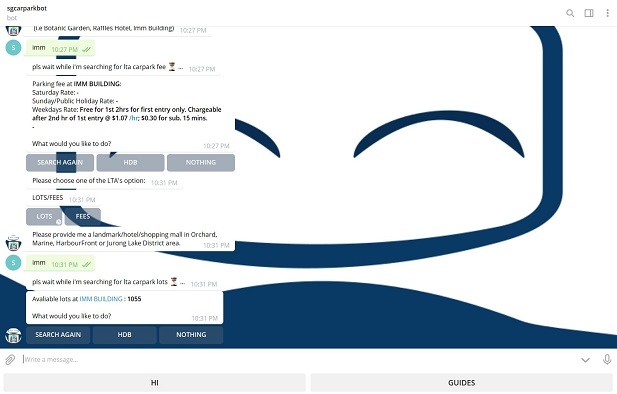 sgcarparkbot
bot
(i.e Botanic Garden, Raffles Hotel, Imm Building)
10:27 PM
S
imm 10:27 PM
pls wait while i'm searching for lta carpark fee ... 10:27 PM
Parking fee at IMM BUILDING:
Saturday Rate: -
Sunday/Public Holiday Rate: -
Weekdays Rate: Free for 1st 2hrs for first entry only. Chargeable
after 2nd hr of 1st entry @ $1.07 /hr; $0.30 for sub. 15 mins.
-
What would you like to do? 10:27 PM
SEARCH AGAIN HDB NOTHING
Please choose one of the LTA's option: 10:31 PM
LOTS/FEES 10:31 PM
LOTS FEES
Please provide me a landmark/hotel/shopping mall in Orchard,
Marine, HarbourFront or Jurong Lake District area. 10:31 PM
S
imm 10:31 PM
pls wait while i'm searching for lta carpark lots ... 10:31 PM
Avaliable lots at IMM BUILDING : 1055
What would you like to do? 10:31 PM
SEARCH AGAIN HDB NOTHING
Write a message...
HI GUIDES